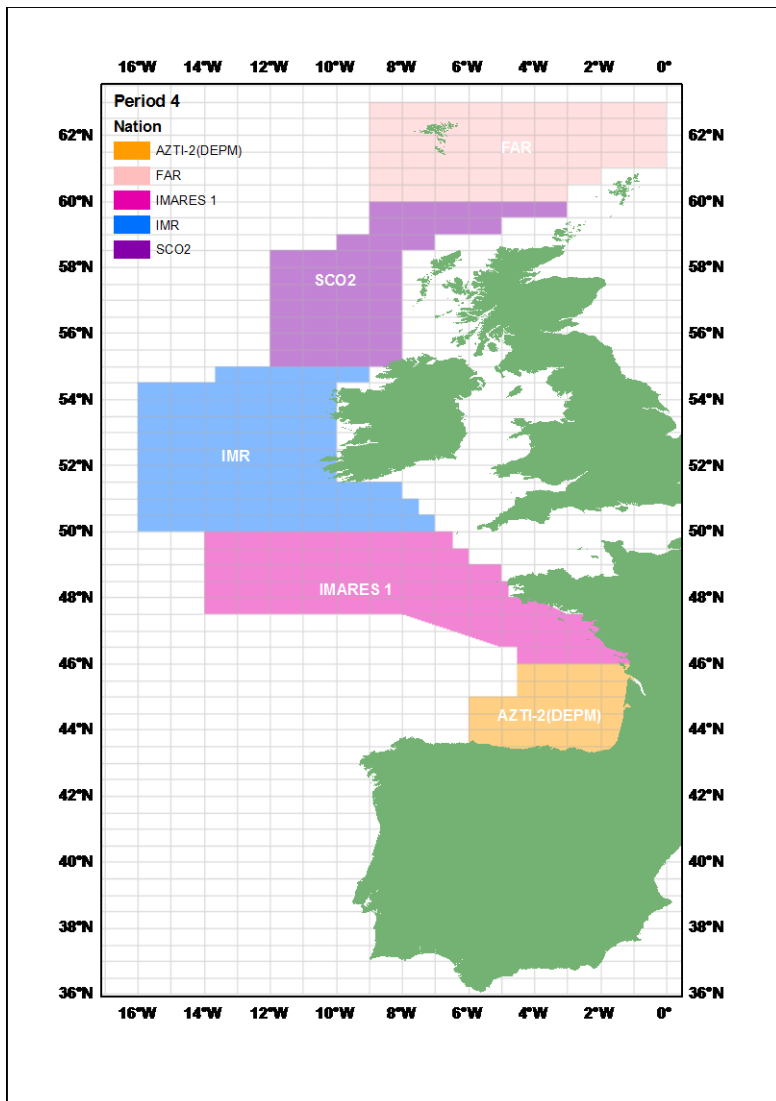 16°W 14°W 12°W 10°W 8°W 6°W 4°W 2°W 0°
Period 4
Nation
AZTI-2(DEPM)
FAR
IMARES 1
IMR
SCO2
62°N 62°N
FAR
60°N 60°N
58°N 58°N
SCO2
56°N 56°N
54°N 54°N
IMR
52°N 52°N
50°N 50°N
IMARES 1
48°N 48°N
46°N 46°N
AZTI-2(DEPM)
44°N 44°N
42°N 42°N
40°N 40°N
38°N 38°N
36°N 36°N
16°W 14°W 12°W 10°W 8°W 6°W 4°W 2°W 0°